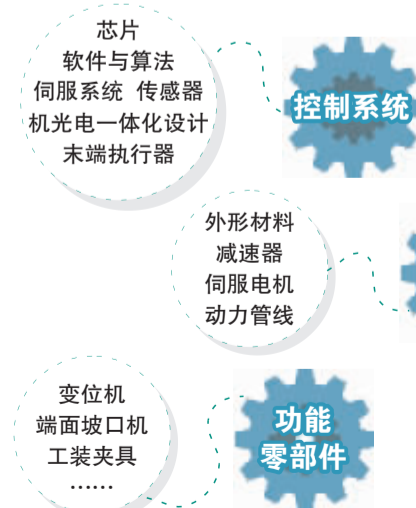 芯片
软件与算法
伺服系统 传感器
机光电一体化设计
末端执行器
控制系统
外形材料
减速器
伺服电机
动力管线
变位机
端面坡口机
工装夹具
……
功能
零部件